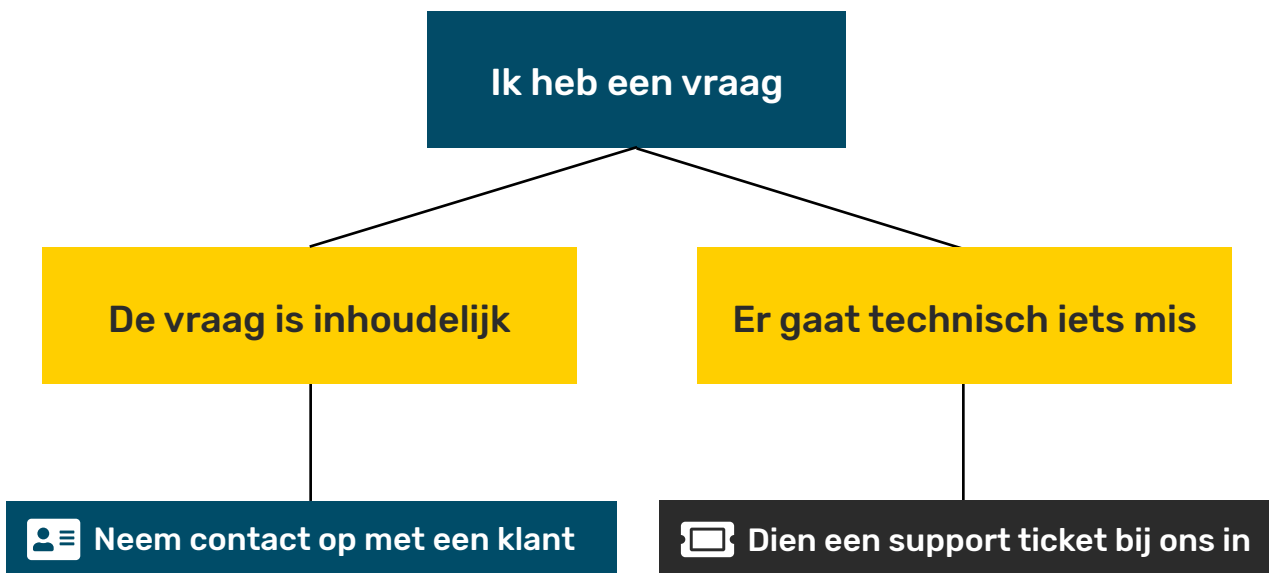 Ik heb een vraag
De vraag is inhoudelijk
Er gaat technisch iets mis
Neem contact op met een klant
Dien een support ticket bij ons in